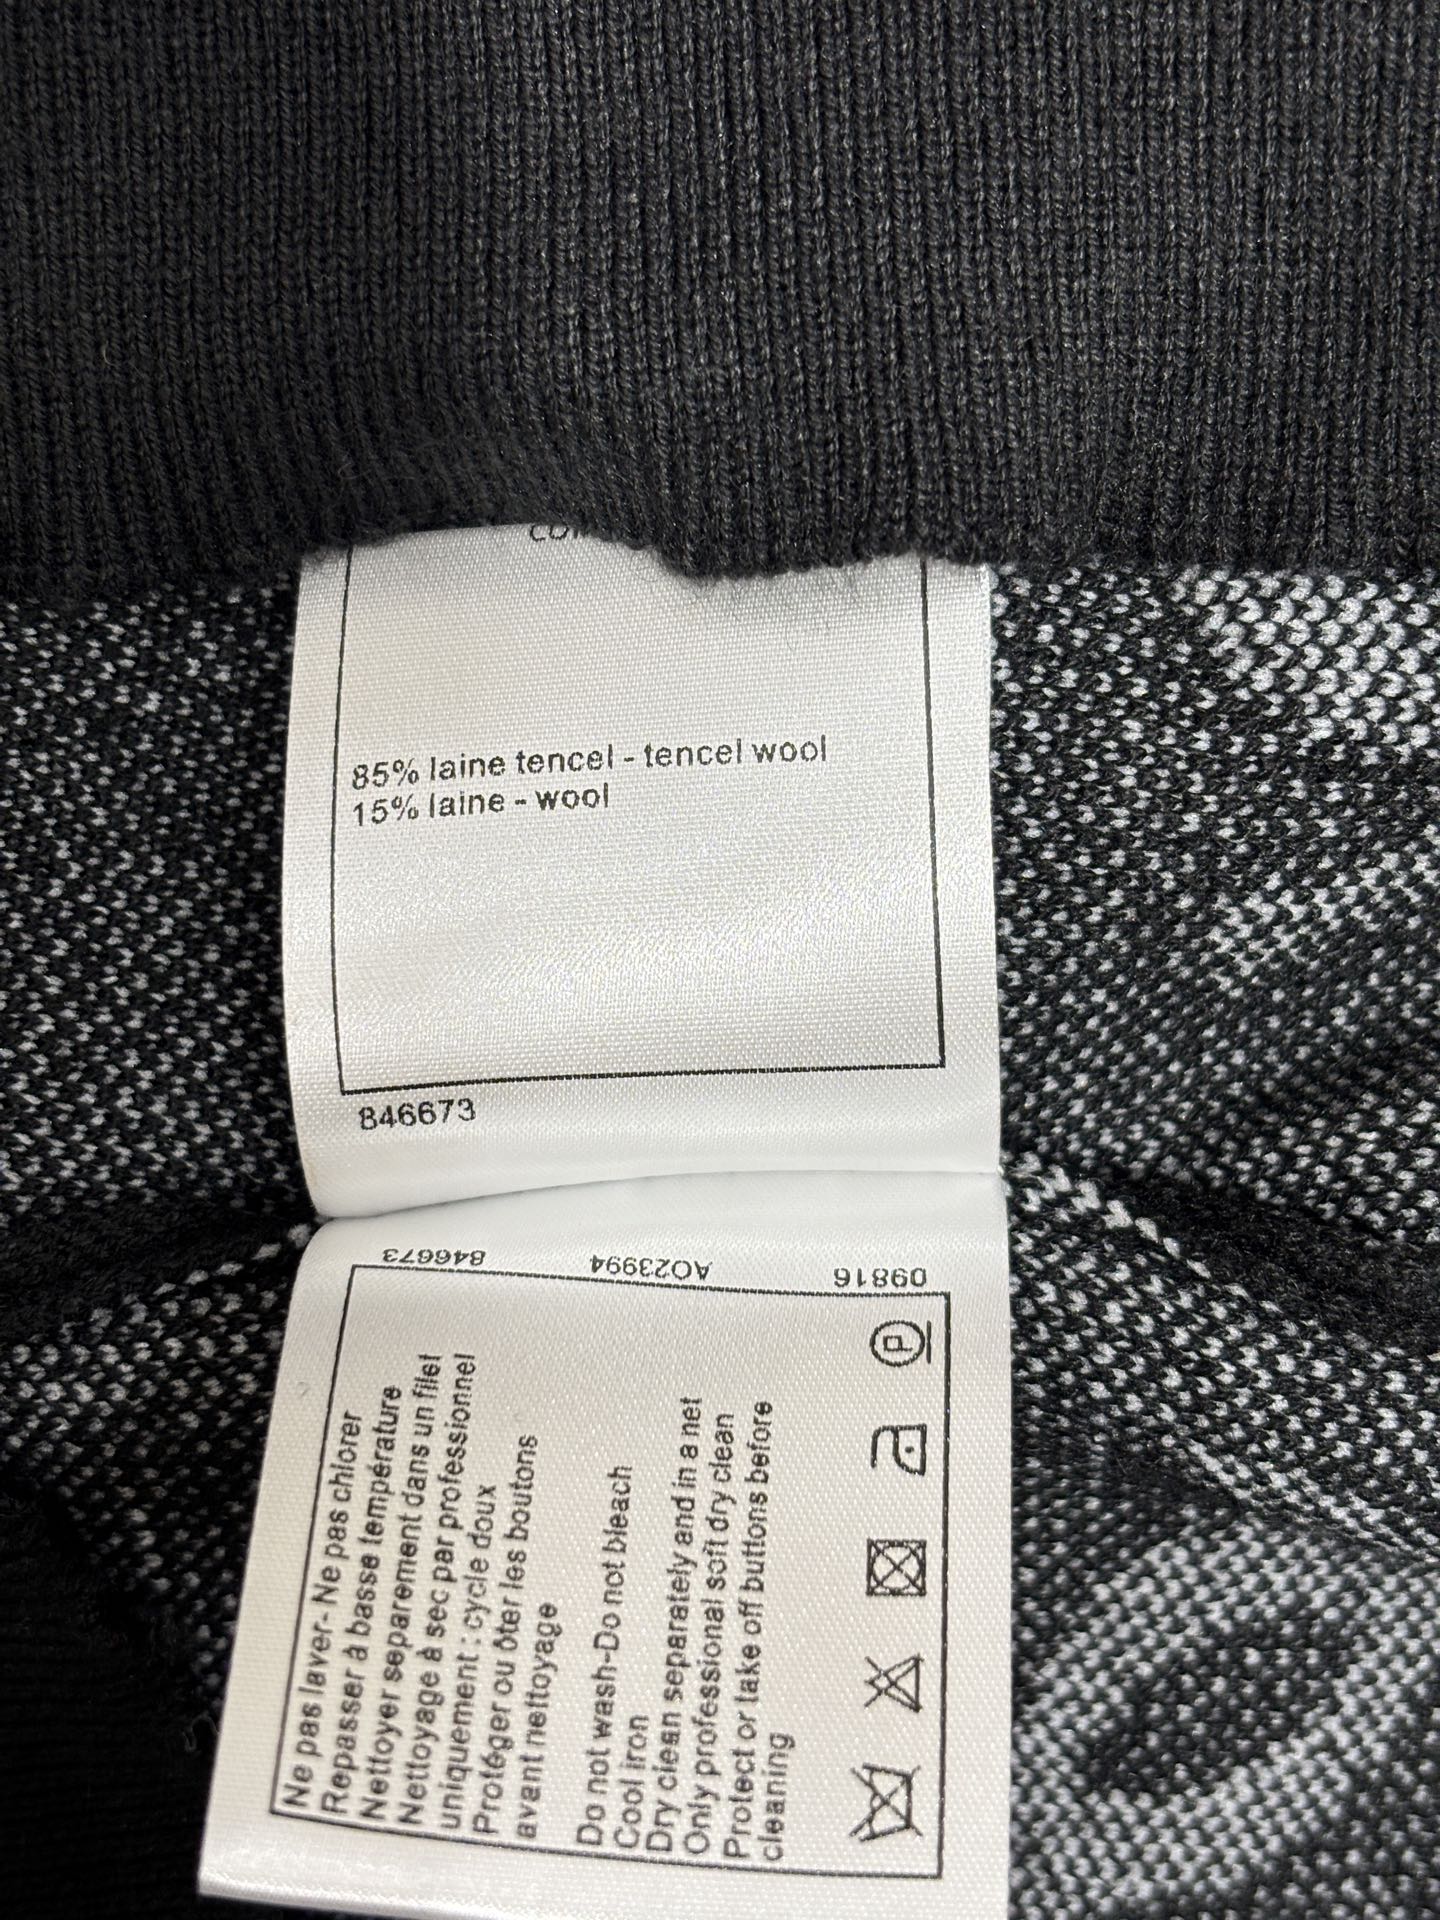 85% laine tencel - tencel wool
15% laine - wool
846673
846673
AO23994
09816
Ne pas laver-Ne pas chlorer
Repasser à basse température
Nettoyer separement dans un filet
Nettoyage à sec par professionnel
uniquement : cycle doux
Protéger ou ôter les boutons
avant nettoyage
Do not wash-Do not bleach
Cool iron
Dry clean separately and in a net
Only professional soft dry clean
Protect or take off buttons before
cleaning
P